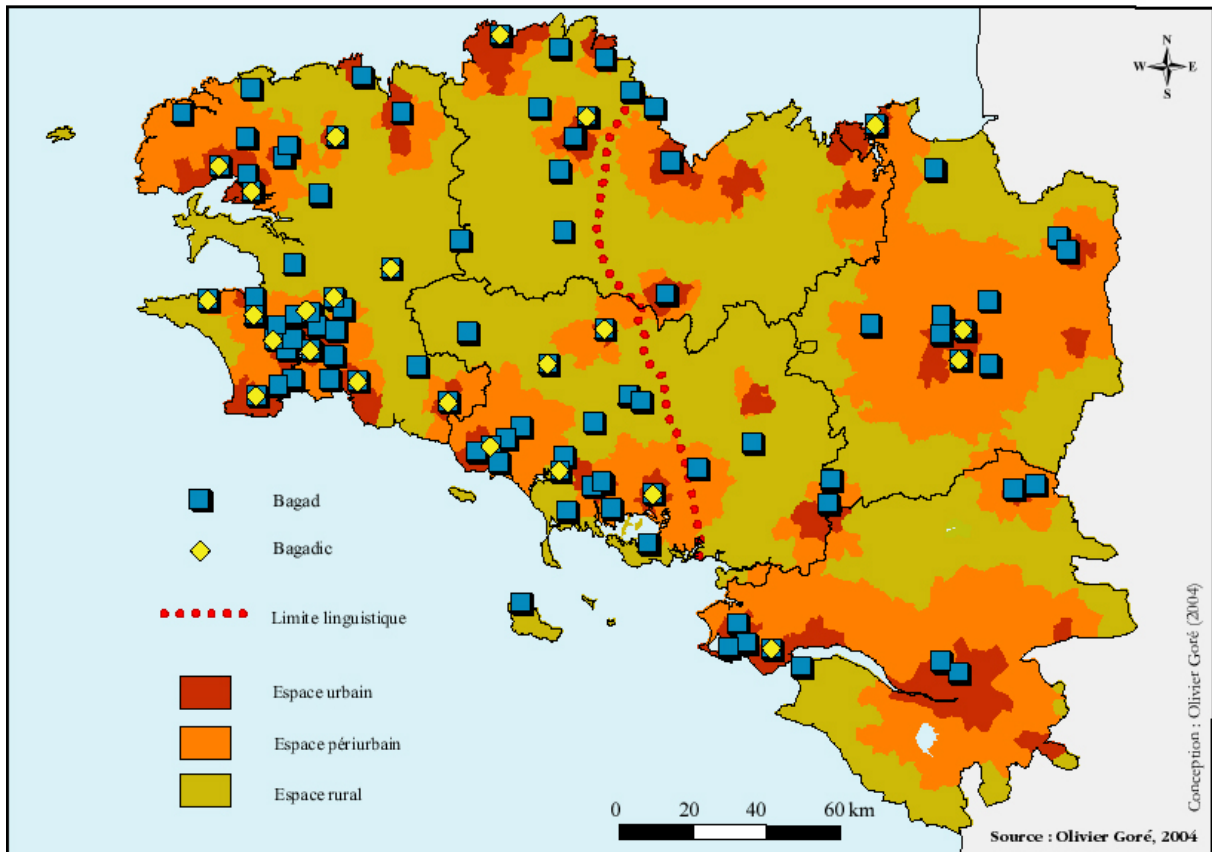 N
W E
S
Bagad
Bagadic
Limite linguistique
Espace urbain
Espace périurbain
Espace rural
0 20 40 60 km
Conception : Olivier Goré (2004)
Source : Olivier Goré, 2004